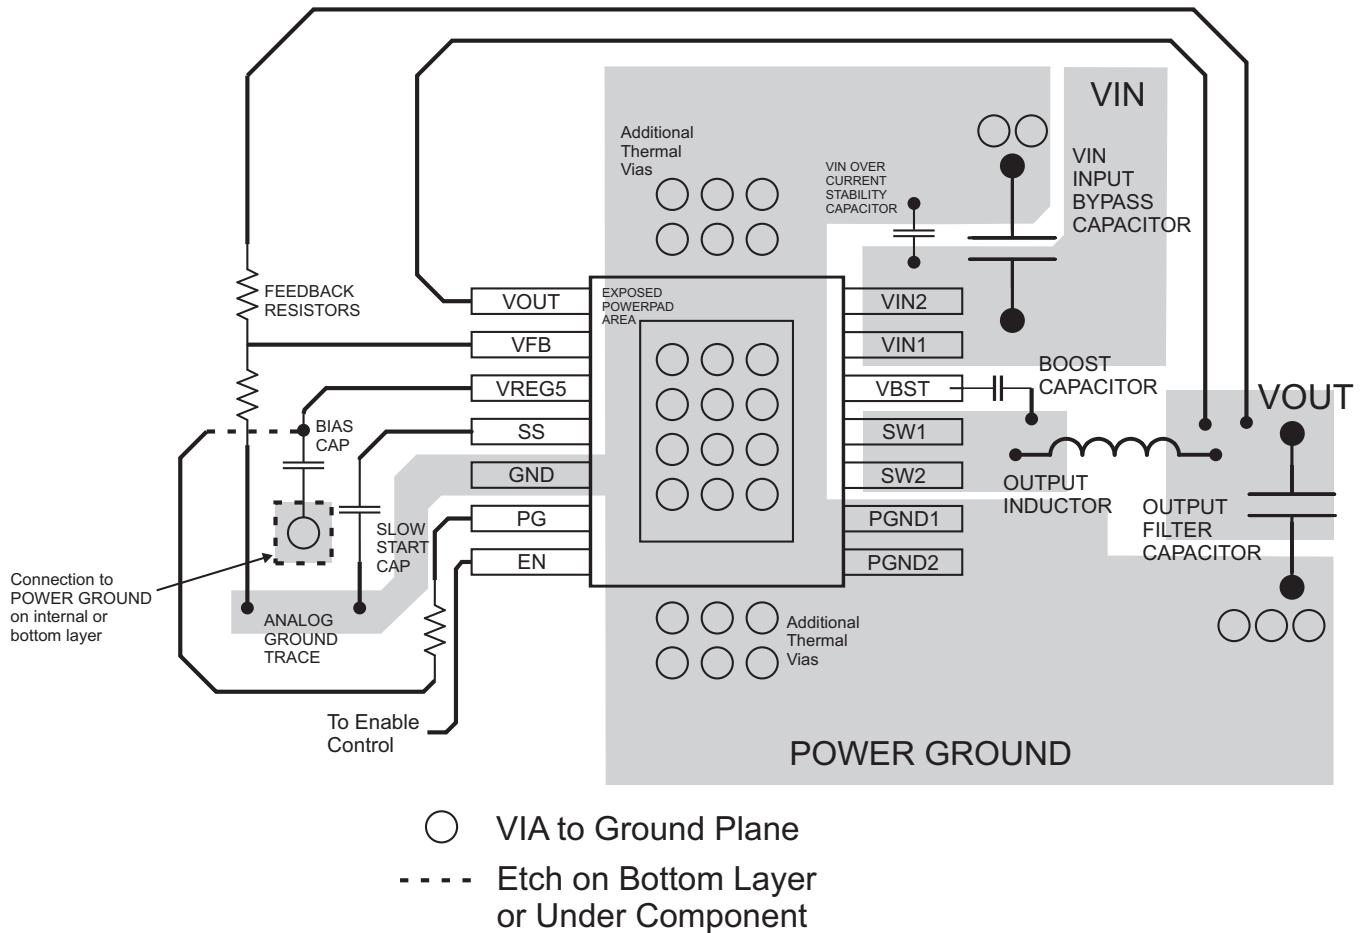 VIN
Additional
Thermal
Vias
VIN OVER
CURRENT
STABILITY
CAPACITOR
VIN
INPUT
BYPASS
CAPACITOR
FEEDBACK
RESISTORS
EXPOSED
POWERPAD
AREA
VOUT
VFB
VREG5
SS
GND
PG
EN
VIN2
VIN1
VBST
SW1
SW2
PGND1
PGND2
BOOST
CAPACITOR
VOUT
BIAS
CAP
OUTPUT
INDUCTOR
OUTPUT
FILTER
CAPACITOR
SLOW
START
CAP
Connection to
POWER GROUND
on internal or
bottom layer
ANALOG
GROUND
TRACE
Additional
Thermal
Vias
To Enable
Control
POWER GROUND
VIA to Ground Plane
Etch on Bottom Layer
or Under Component